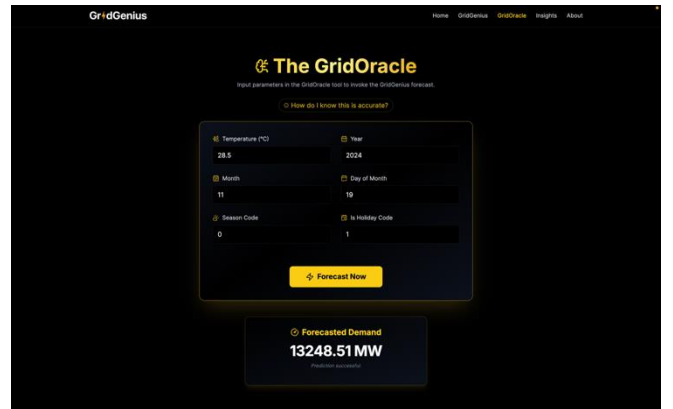 GridGenius
Home GridGenius GridOracle Insights About
The GridOracle
Input parameters in the GridOracle tool to invoke the GridGenius forecast.
How do I know this is accurate?
Temperature (°C) Year
28.5 2024
Month Day of Month
11 19
Season Code Is Holiday Code
0 1
Forecast Now
Forecasted Demand
13248.51 MW
Prediction successful